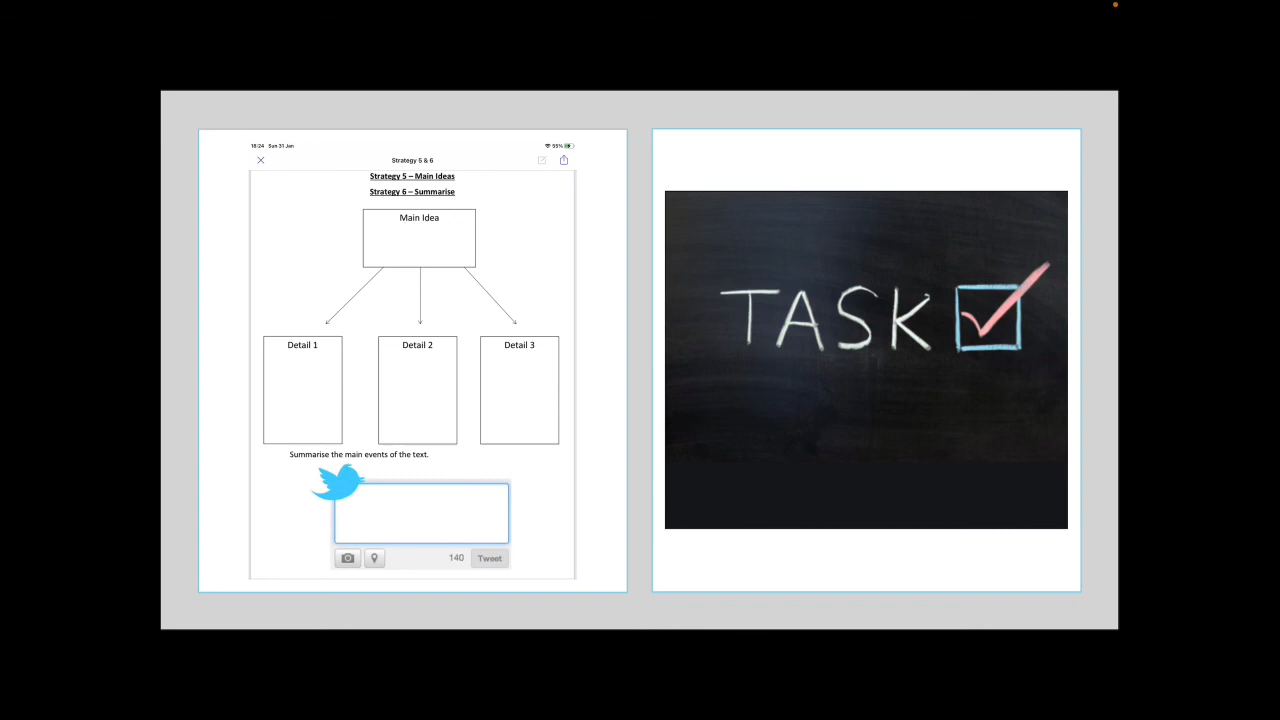 18:24 Sun 31 Jan
55%
Strategy 5 & 6
Strategy 5 – Main Ideas
Strategy 6 – Summarise
Main Idea
Detail 1
Detail 2
Detail 3
Summarise the main events of the text.
140
Tweet
TASK